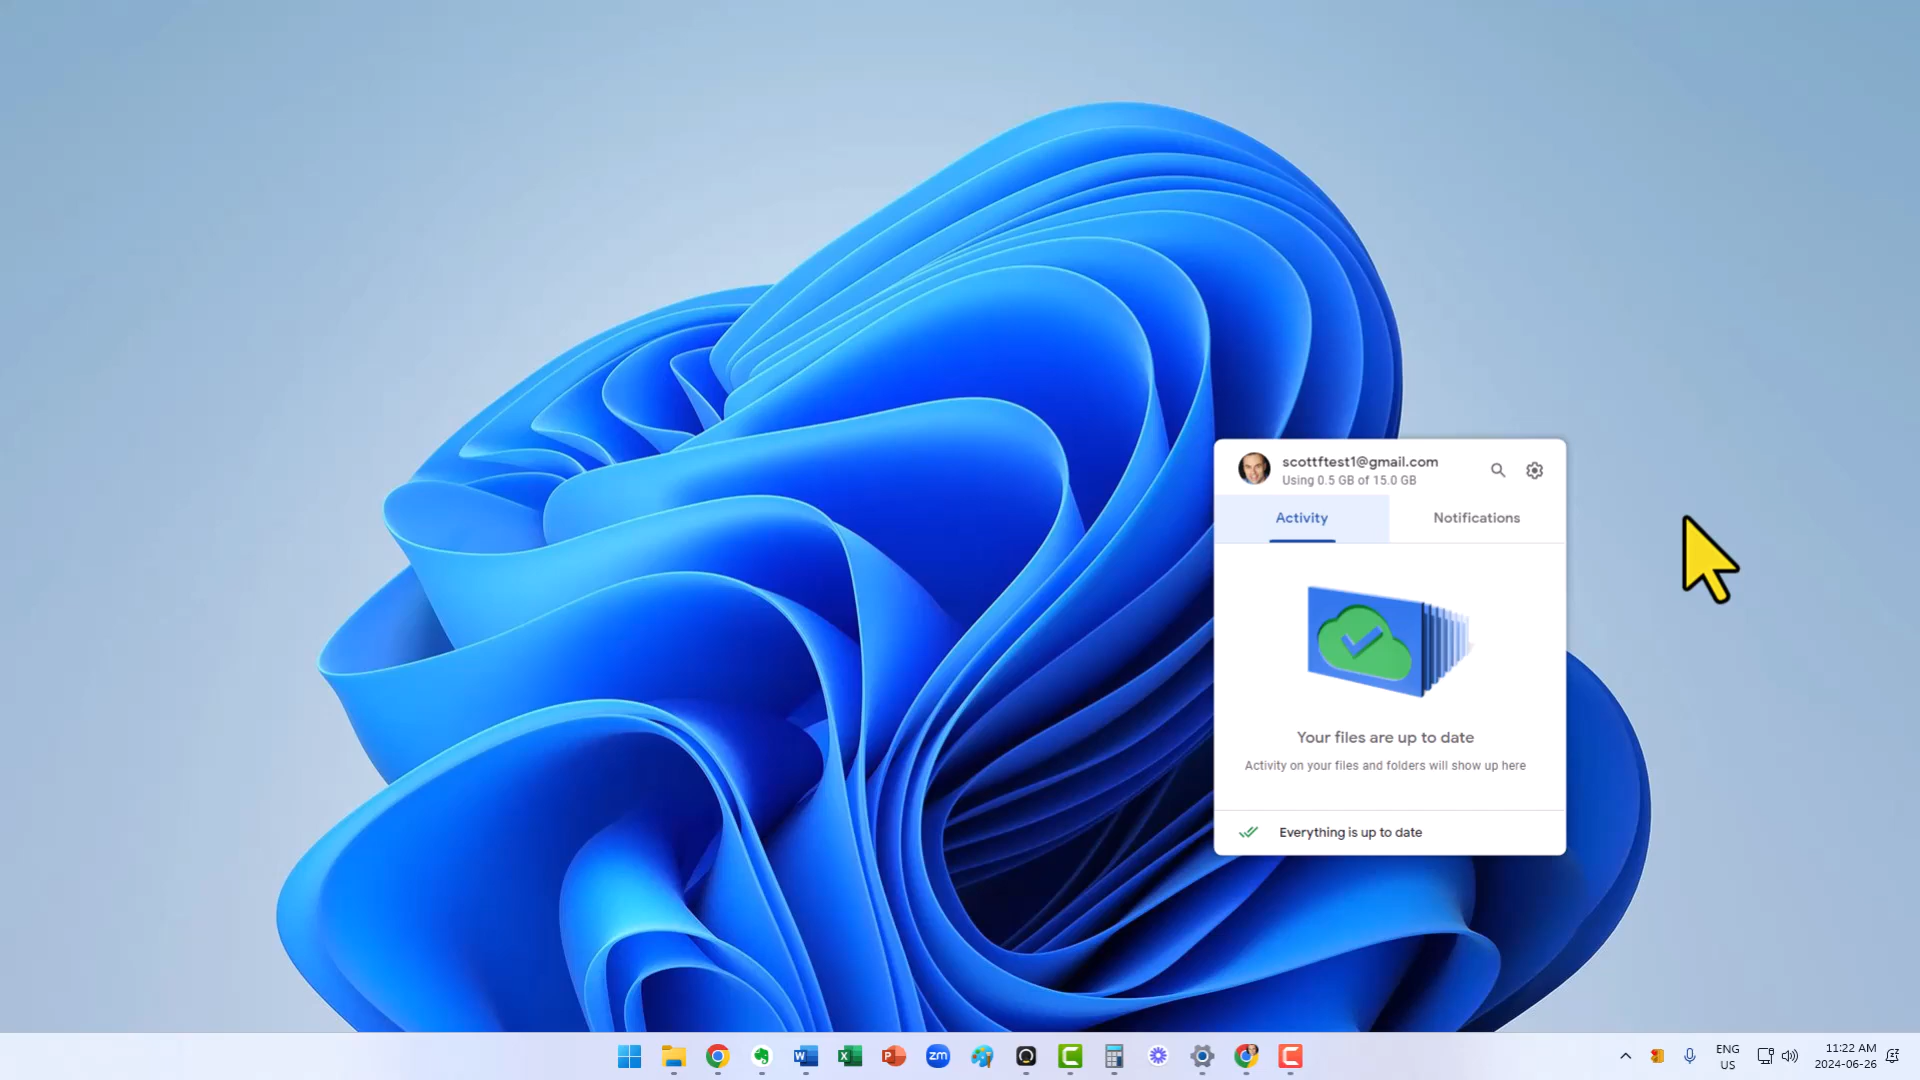 scottftest1@gmail.com
Using 0.5 GB of 15.0 GB
Activity
Notifications
Your files are up to date
Activity on your files and folders will show up here
Everything is up to date
W
X
P
zm
C
C
ENG
US
11:22 AM
2024-06-26